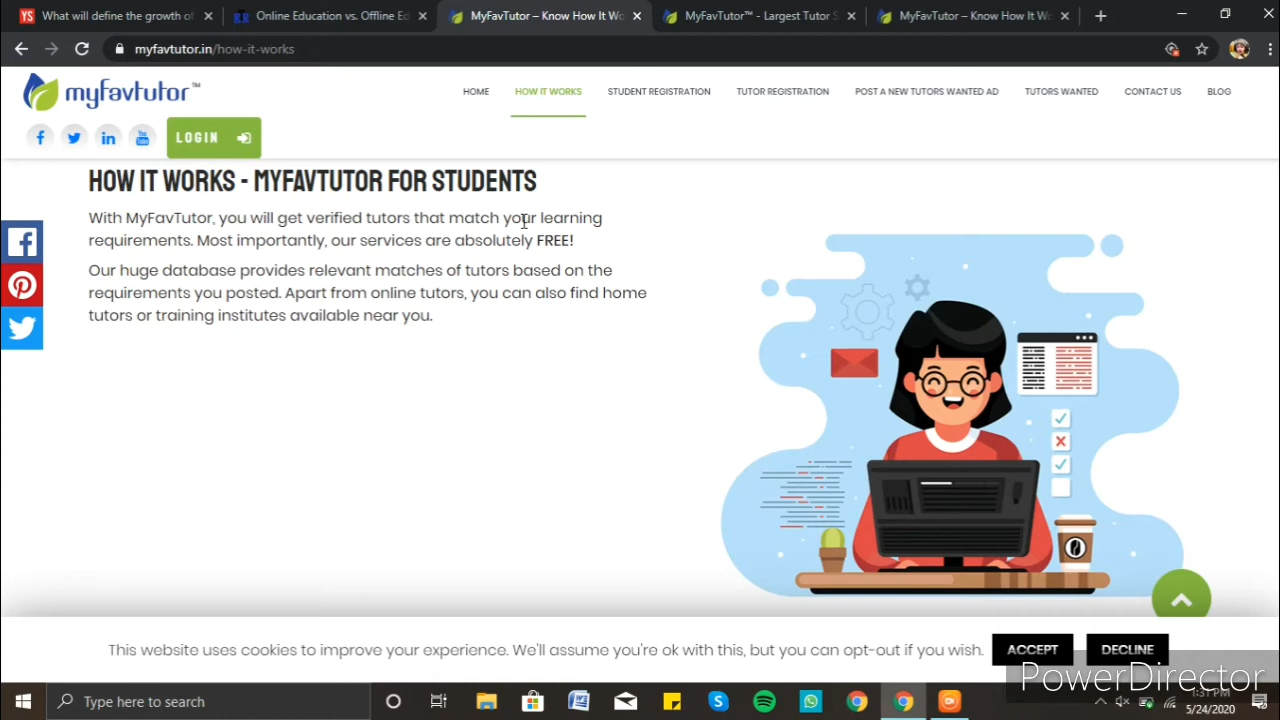 What will define the growth of
Online Education vs. Offline Ed
MyFavTutor – Know How It Wo
MyFavTutor™ - Largest Tutor S
MyFavTutor – Know How It Wo
myfavtutor.in/how-it-works
myfavtutor™
HOME
HOW IT WORKS
STUDENT REGISTRATION
TUTOR REGISTRATION
POST A NEW TUTORS WANTED AD
TUTORS WANTED
CONTACT US
BLOG
LOGIN
HOW IT WORKS - MYFAVTUTOR FOR STUDENTS
With MyFavTutor, you will get verified tutors that match your learning
requirements. Most importantly, our services are absolutely FREE!
Our huge database provides relevant matches of tutors based on the
requirements you posted. Apart from online tutors, you can also find home
tutors or training institutes available near you.
This website uses cookies to improve your experience. We'll assume you're ok with this, but you can opt-out if you wish.
ACCEPT
DECLINE
PowerDirector
Type here to search
1:31 PM
5/24/2020